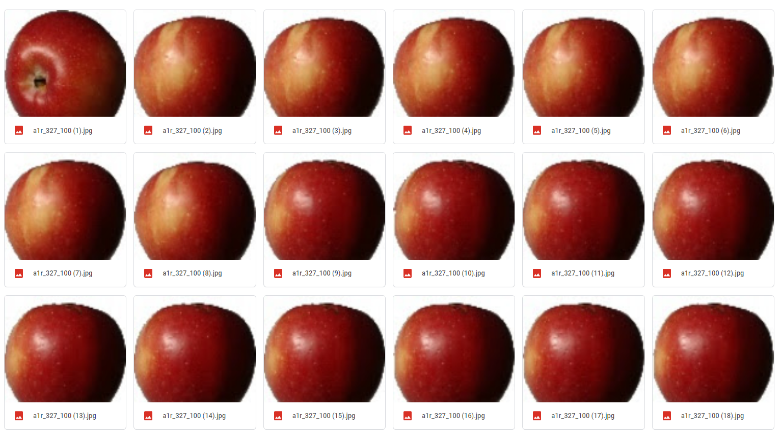 a1r_327_100 (1).jpg
a1r_327_100 (2).jpg
a1r_327_100 (3).jpg
a1r_327_100 (4).jpg
a1r_327_100 (5).jpg
a1r_327_100 (6).jpg
a1r_327_100 (7).jpg
a1r_327_100 (8).jpg
a1r_327_100 (9).jpg
a1r_327_100 (10).jpg
a1r_327_100 (11).jpg
a1r_327_100 (12).jpg
a1r_327_100 (13).jpg
a1r_327_100 (14).jpg
a1r_327_100 (15).jpg
a1r_327_100 (16).jpg
a1r_327_100 (17).jpg
a1r_327_100 (18).jpg